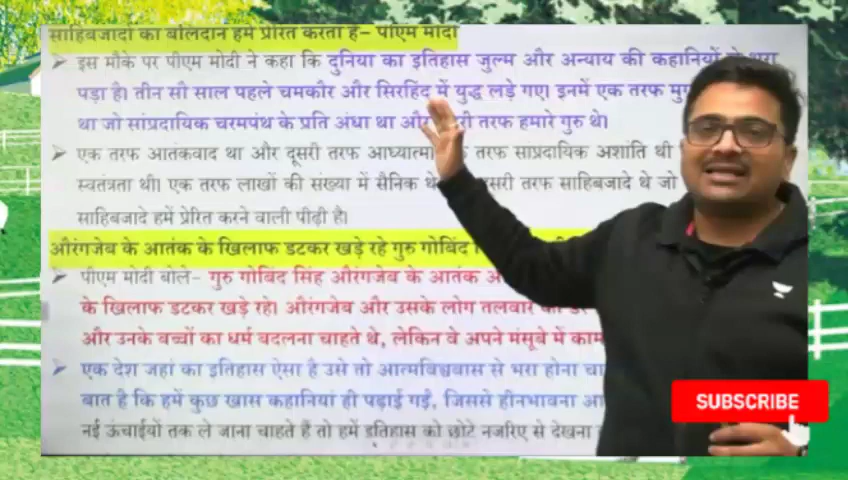 साहिबजादों का बलिदान हमें प्रेरित करता है– पीएम मोदी
इस मौके पर पीएम मोदी ने कहा कि दुनिया का इतिहास जुल्म और अन्याय की कहानियों से भरा
पड़ा है। तीन सौ साल पहले चमकौर और सिरहिंद में युद्ध लड़े गए। इनमें एक तरफ
था जो सांप्रदायिक चरमपंथ के प्रति अंधा था और तरफ हमारे गुरु थे।
एक तरफ आतंकवाद था और दूसरी तरफ तरफ साप्रदायिक अशांति थी
स्वतंत्रता थी। एक तरफ लाखों की संख्या में सैनिक थे तरफ साहिबजादे थे जो
साहिबजादे हमें प्रेरित करने वाली पीढ़ी है।
औरंगजेब के आतंक के खिलाफ डटकर खड़े रहे गुरु गोबिंद
पीएम मोदी बोले– गुरु गोबिंद सिंह औरंगजेब के आतंक
के खिलाफ डटकर खड़े रहे। औरंगजेब और उसके लोग तलवार
और उनके बच्चों का धर्म बदलना चाहते थे, लेकिन वे अपने मंसूबे में
एक देश जहां का इतिहास ऐसा है उसे तो आत्मविश्वबास से भरा होना
बात है कि हमें कुछ खास कहानियां ही पढ़ाई गईं, जिससे हीनभावना
नई ऊंचाईयों तक ले जाना चाहते हैं तो हमें इतिहास को छोटे नजरिए से देखना
SUBSCRIBE